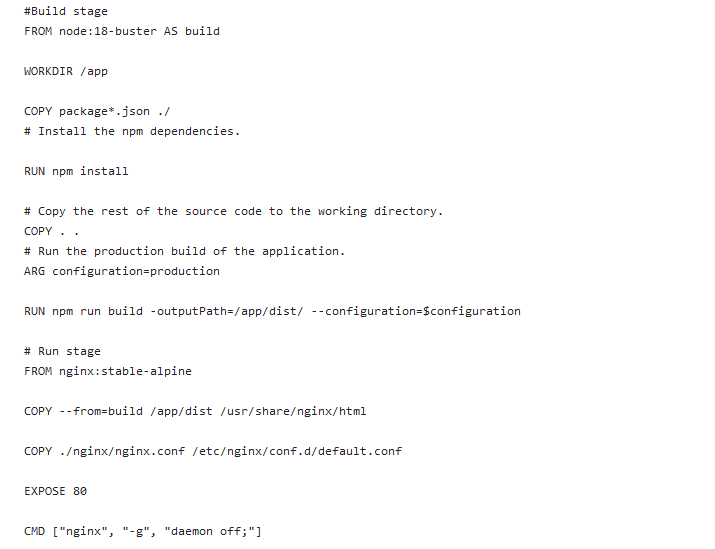 #Build stage
FROM node:18-buster AS build
WORKDIR /app
COPY package*.json ./
# Install the npm dependencies.
RUN npm install
# Copy the rest of the source code to the working directory.
COPY . .
# Run the production build of the application.
ARG configuration=production
RUN npm run build -outputPath=/app/dist/ --configuration=$configuration
# Run stage
FROM nginx:stable-alpine
COPY --from=build /app/dist /usr/share/nginx/html
COPY ./nginx/nginx.conf /etc/nginx/conf.d/default.conf
EXPOSE 80
CMD ["nginx", "-g", "daemon off;"]